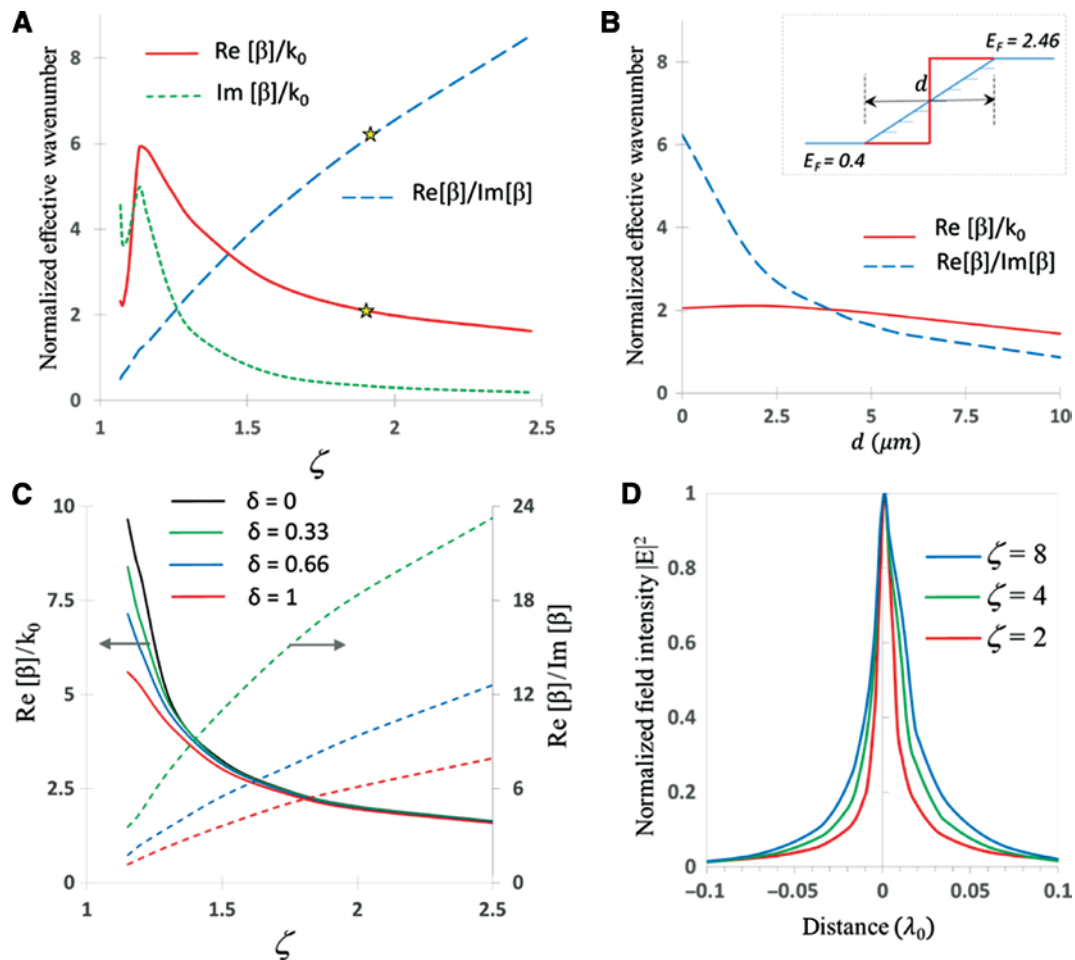 A
Normalized effective wavenumber
Re [β]/k₀
Im [β]/k₀
Re[β]/Im[β]
8
6
4
2
0
1
1.5
2
2.5
ζ
B
Normalized effective wavenumber
E_F = 2.46
d
E_F = 0.4
Re [β]/k₀
Re[β]/Im[β]
8
6
4
2
0
0
2.5
5
7.5
10
d (μm)
C
Re [β]/k₀
δ = 0
δ = 0.33
δ = 0.66
δ = 1
10
7.5
5
2.5
0
24
18
12
6
0
Re [β]/Im [β]
1
1.5
2
2.5
ζ
D
Normalized field intensity |E|²
ζ = 8
ζ = 4
ζ = 2
1
0.8
0.6
0.4
0.2
0
−0.1
−0.05
0
0.05
0.1
Distance (λ₀)